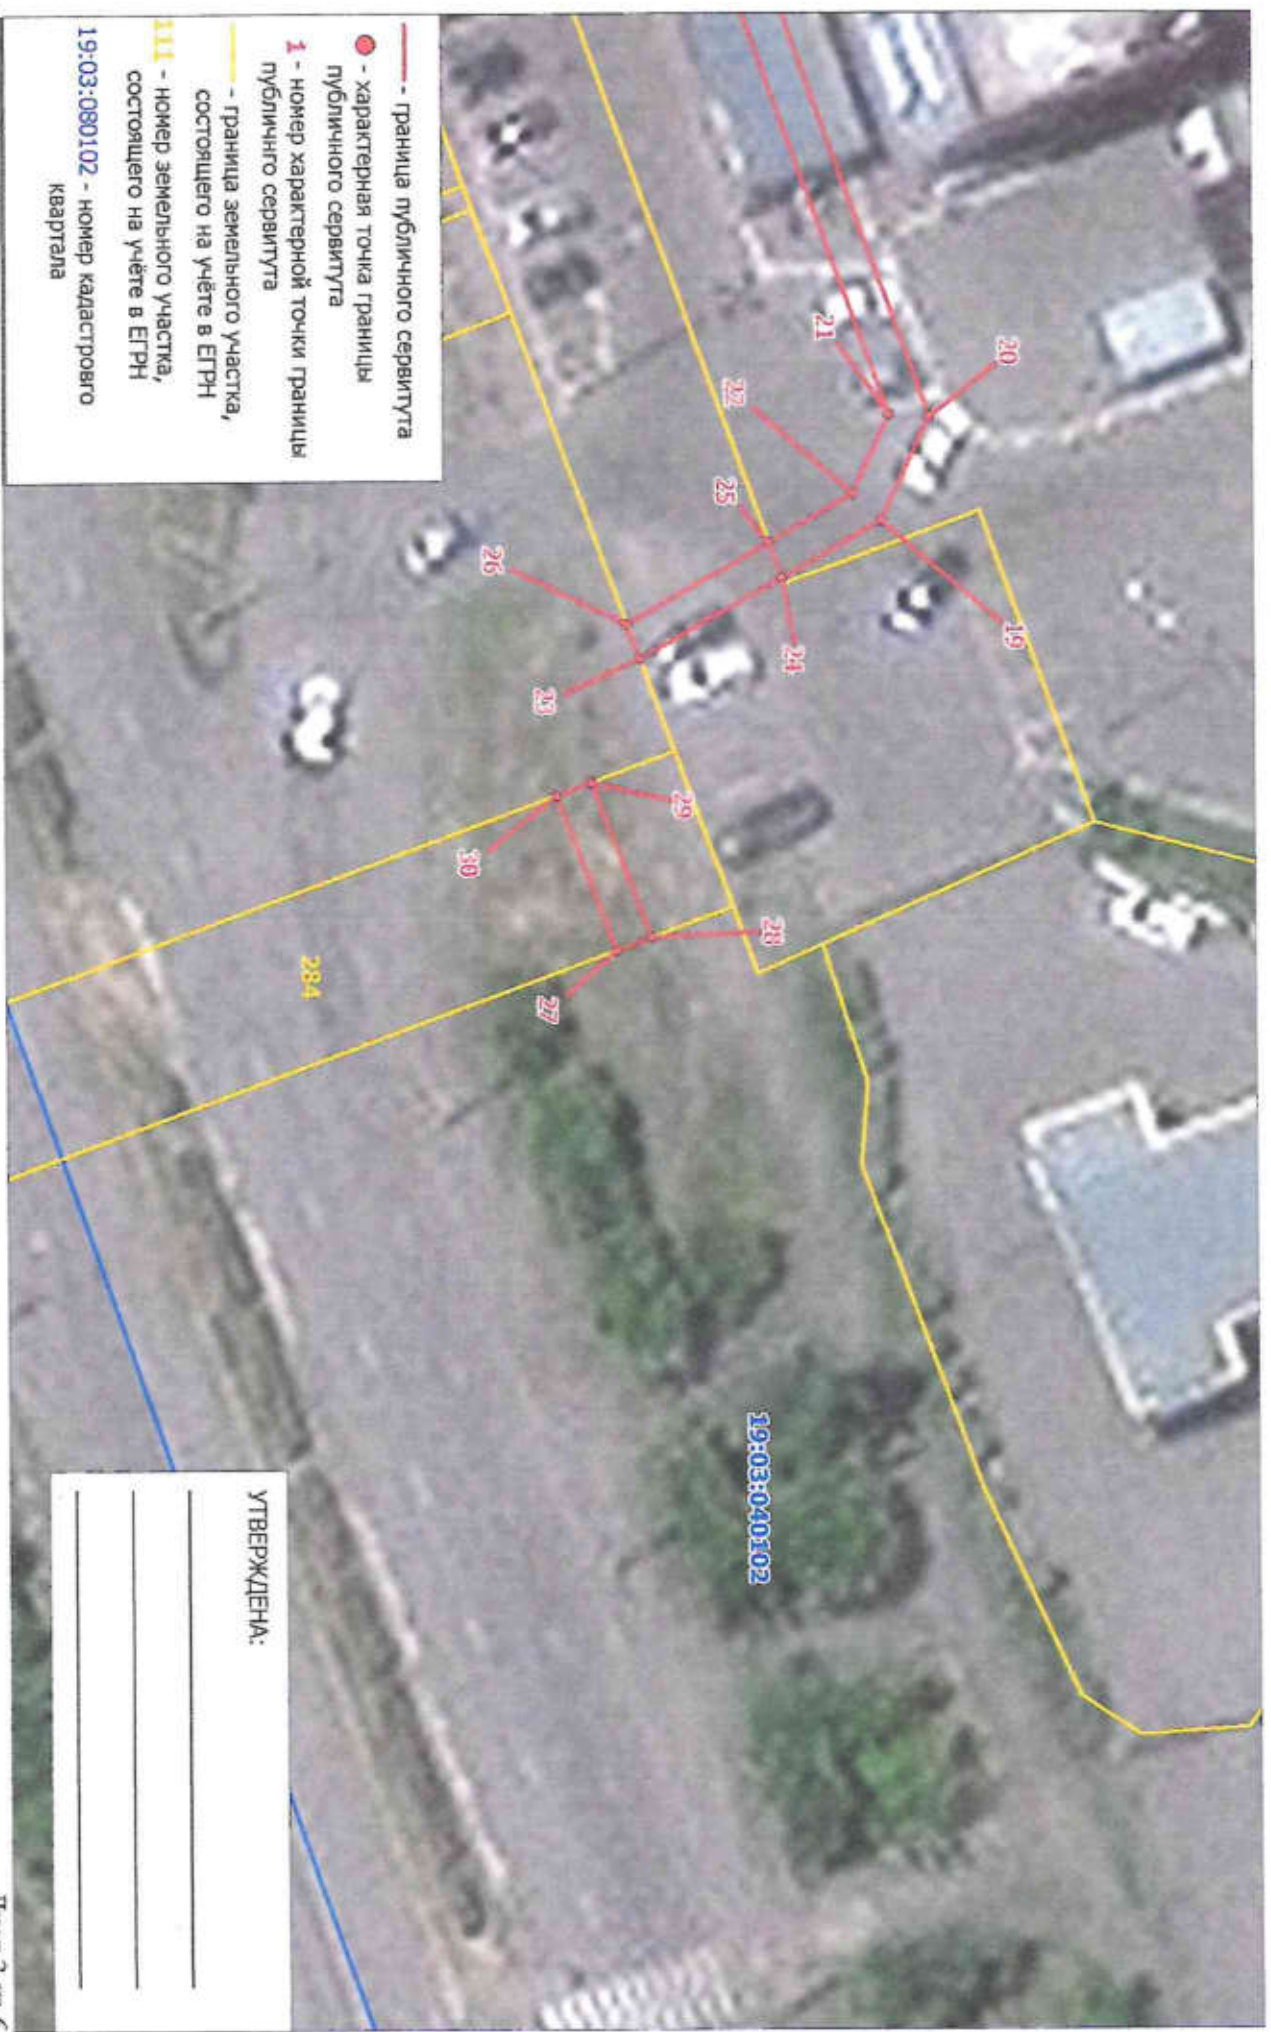 20
21
22
19
25
24
26
23
29
30
28
27
284
19:03:040102
- граница публичного сервитута
- характерная точка границы
публичного сервитута
1 - номер характерной точки границы
публичнго сервитута
- граница земельного участка,
состоящего на учёте в ЕГРН
111 - номер земельного участка,
состоящего на учёте в ЕГРН
19:03:080102 - номер кадастровго
квартала
УТВЕРЖДЕНА: